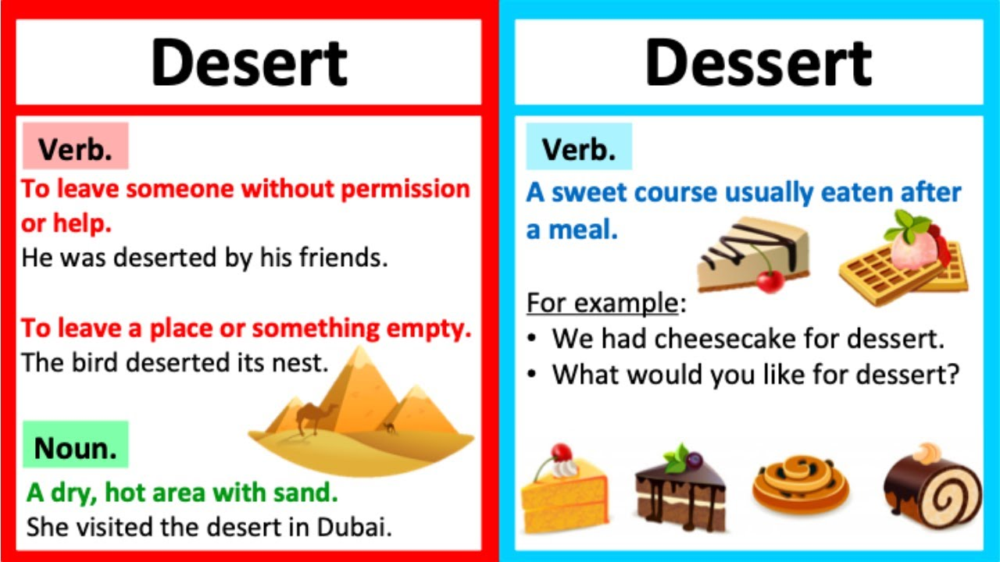 Desert
Verb.
To leave someone without permission
or help.
He was deserted by his friends.
To leave a place or something empty.
The bird deserted its nest.
Noun.
A dry, hot area with sand.
She visited the desert in Dubai.
Dessert
Verb.
A sweet course usually eaten after
a meal.
For example:
• We had cheesecake for dessert.
• What would you like for dessert?